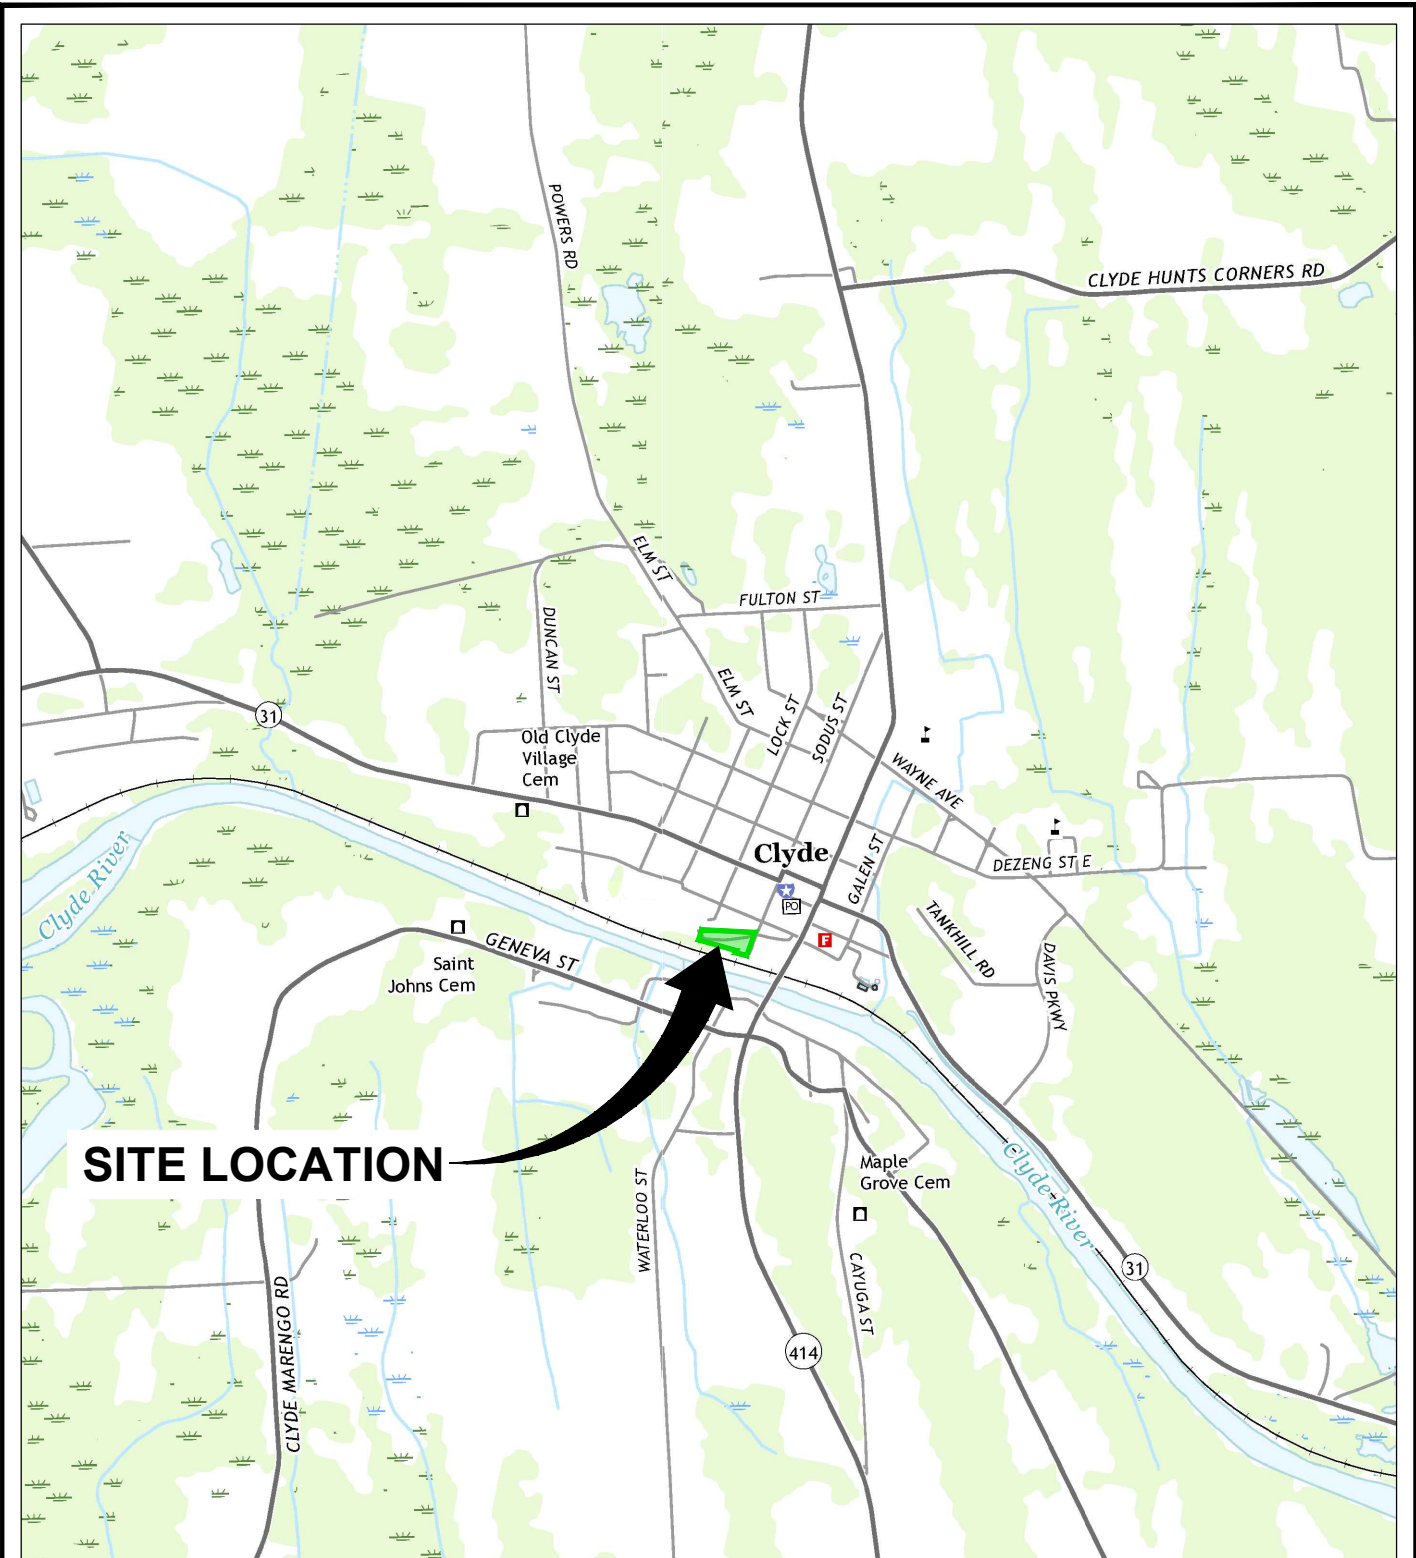 POWERS RD
CLYDE HUNTS CORNERS RD
ELM ST
FULTON ST
DUNCAN ST
ELM ST
LOCK ST
SODUS ST
31
Old Clyde
Village
Cem
WAYNE AVE
Clyde
GALEN ST
DEZENG ST E
Clyde River
PO
TANKHILL RD
F
GENEVA ST
DAVIS PKWY
Saint
Johns Cem
SITE LOCATION
Maple
Grove Cem
Clyde River
WATERLOO ST
CAYUGA ST
31
CLYDE MARENGO RD
414